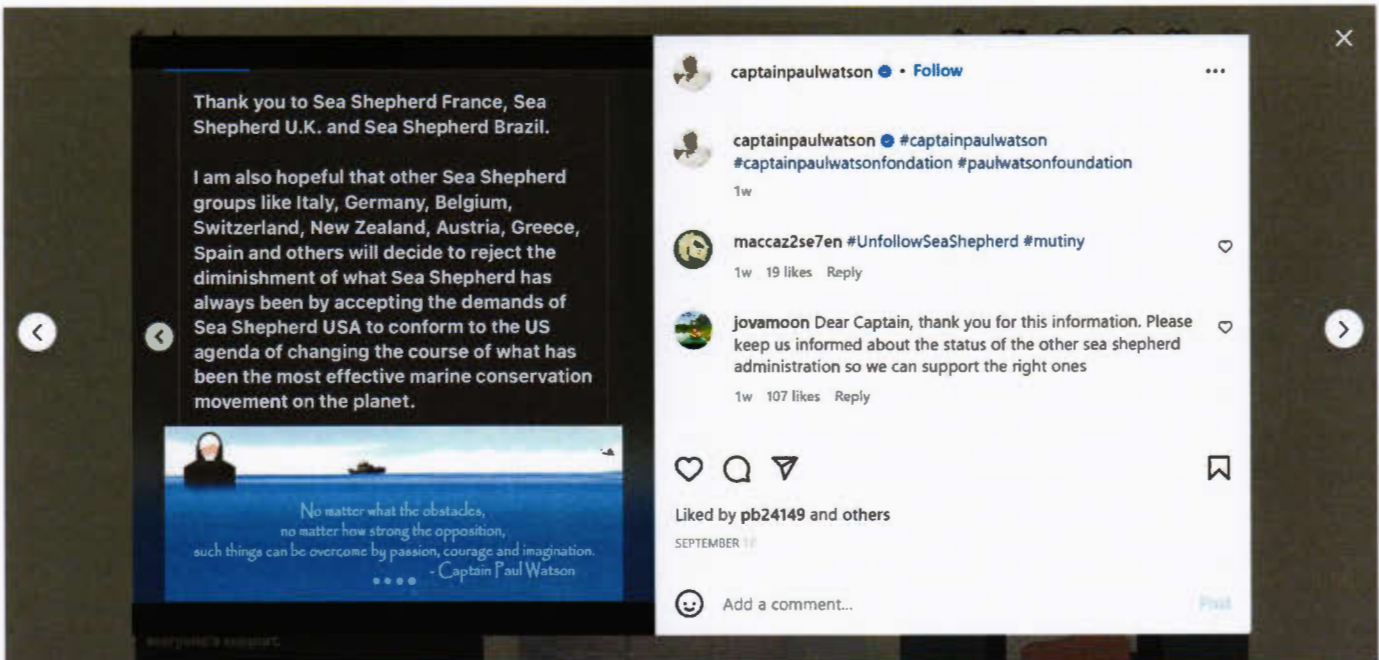 Thank you to Sea Shepherd France, Sea
Shepherd U.K. and Sea Shepherd Brazil.
I am also hopeful that other Sea Shepherd
groups like Italy, Germany, Belgium,
Switzerland, New Zealand, Austria, Greece,
Spain and others will decide to reject the
diminishment of what Sea Shepherd has
always been by accepting the demands of
Sea Shepherd USA to conform to the US
agenda of changing the course of what has
been the most effective marine conservation
movement on the planet.
No matter what the obstacles,
no matter how strong the opposition,
such things can be overcome by passion, courage and imagination.
- Captain Paul Watson
captainpaulwatson • Follow
captainpaulwatson #captainpaulwatson
#captainpaulwatsonfondation #paulwatsonfoundation
1w
maccaz2se7en #UnfollowSeaShepherd #mutiny
1w 19 likes Reply
jovamoon Dear Captain, thank you for this information. Please
keep us informed about the status of the other sea shepherd
administration so we can support the right ones
1w 107 likes Reply
Liked by pb24149 and others
SEPTEMBER
Add a comment...
Post
everyone's support.